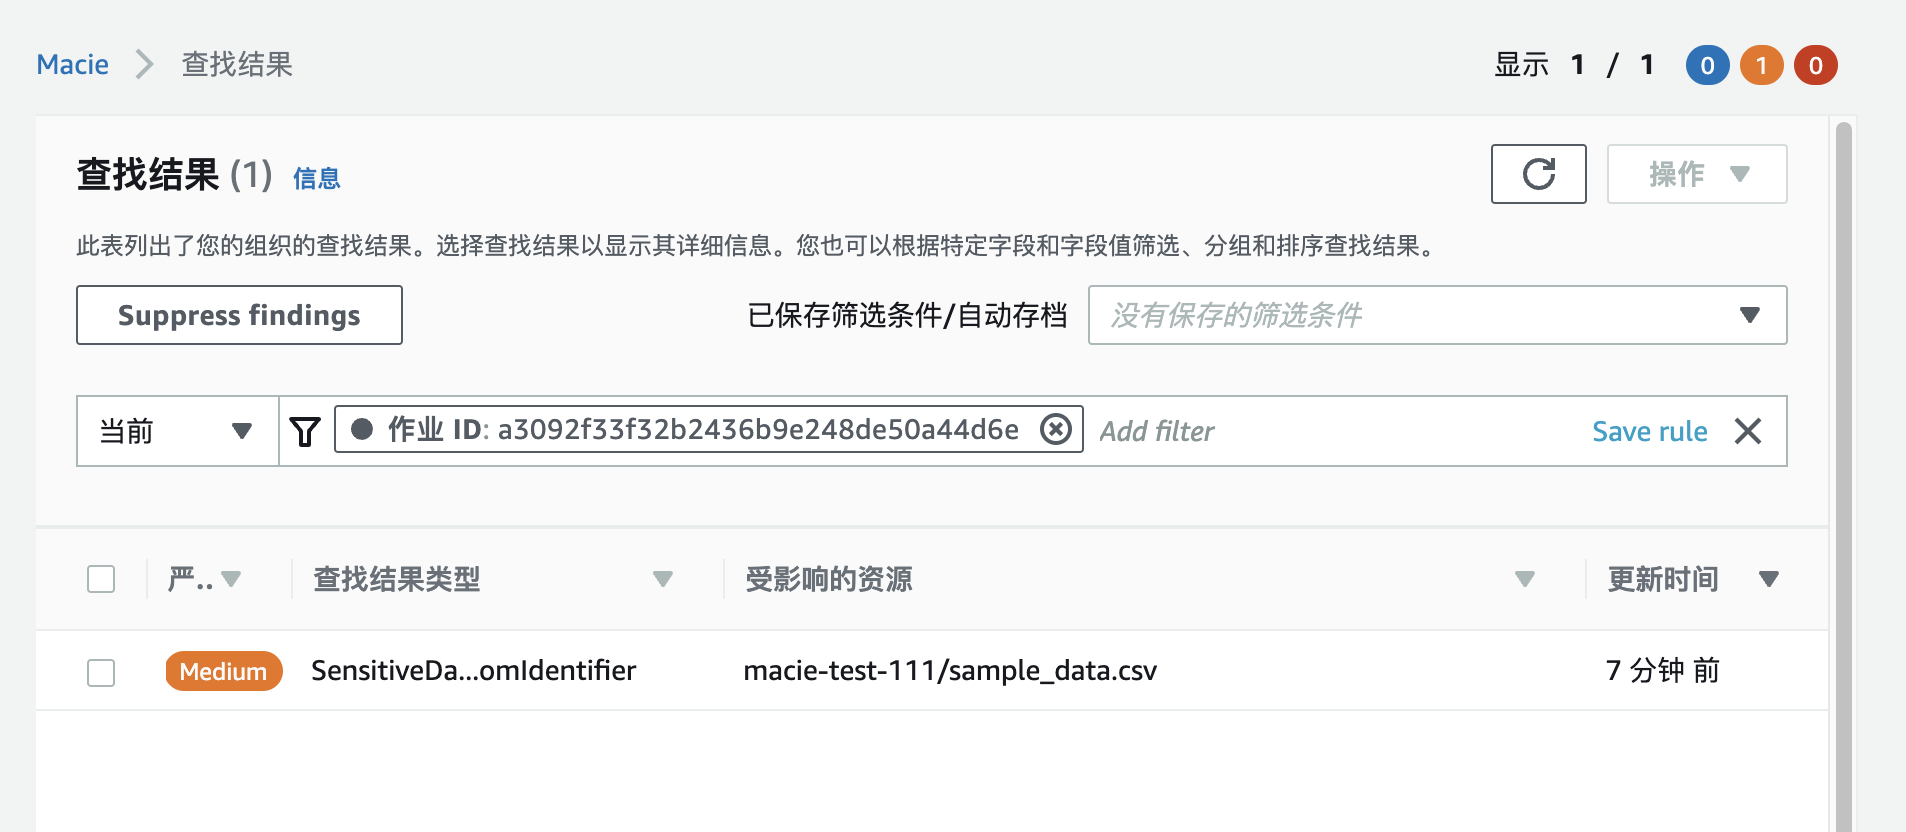 Macie 查找结果 显示 1 / 1 0 1 0
查找结果 (1) 信息 操作
此表列出了您的组织的查找结果。选择查找结果以显示其详细信息。您也可以根据特定字段和字段值筛选、分组和排序查找结果。
Suppress findings 已保存筛选条件/自动存档 没有保存的筛选条件
当前 作业 ID: a3092f33f32b2436b9e248de50a44d6e Add filter Save rule
严.. 查找结果类型 受影响的资源 更新时间
Medium SensitiveDa...omIdentifier macie-test-111/sample_data.csv 7 分钟 前